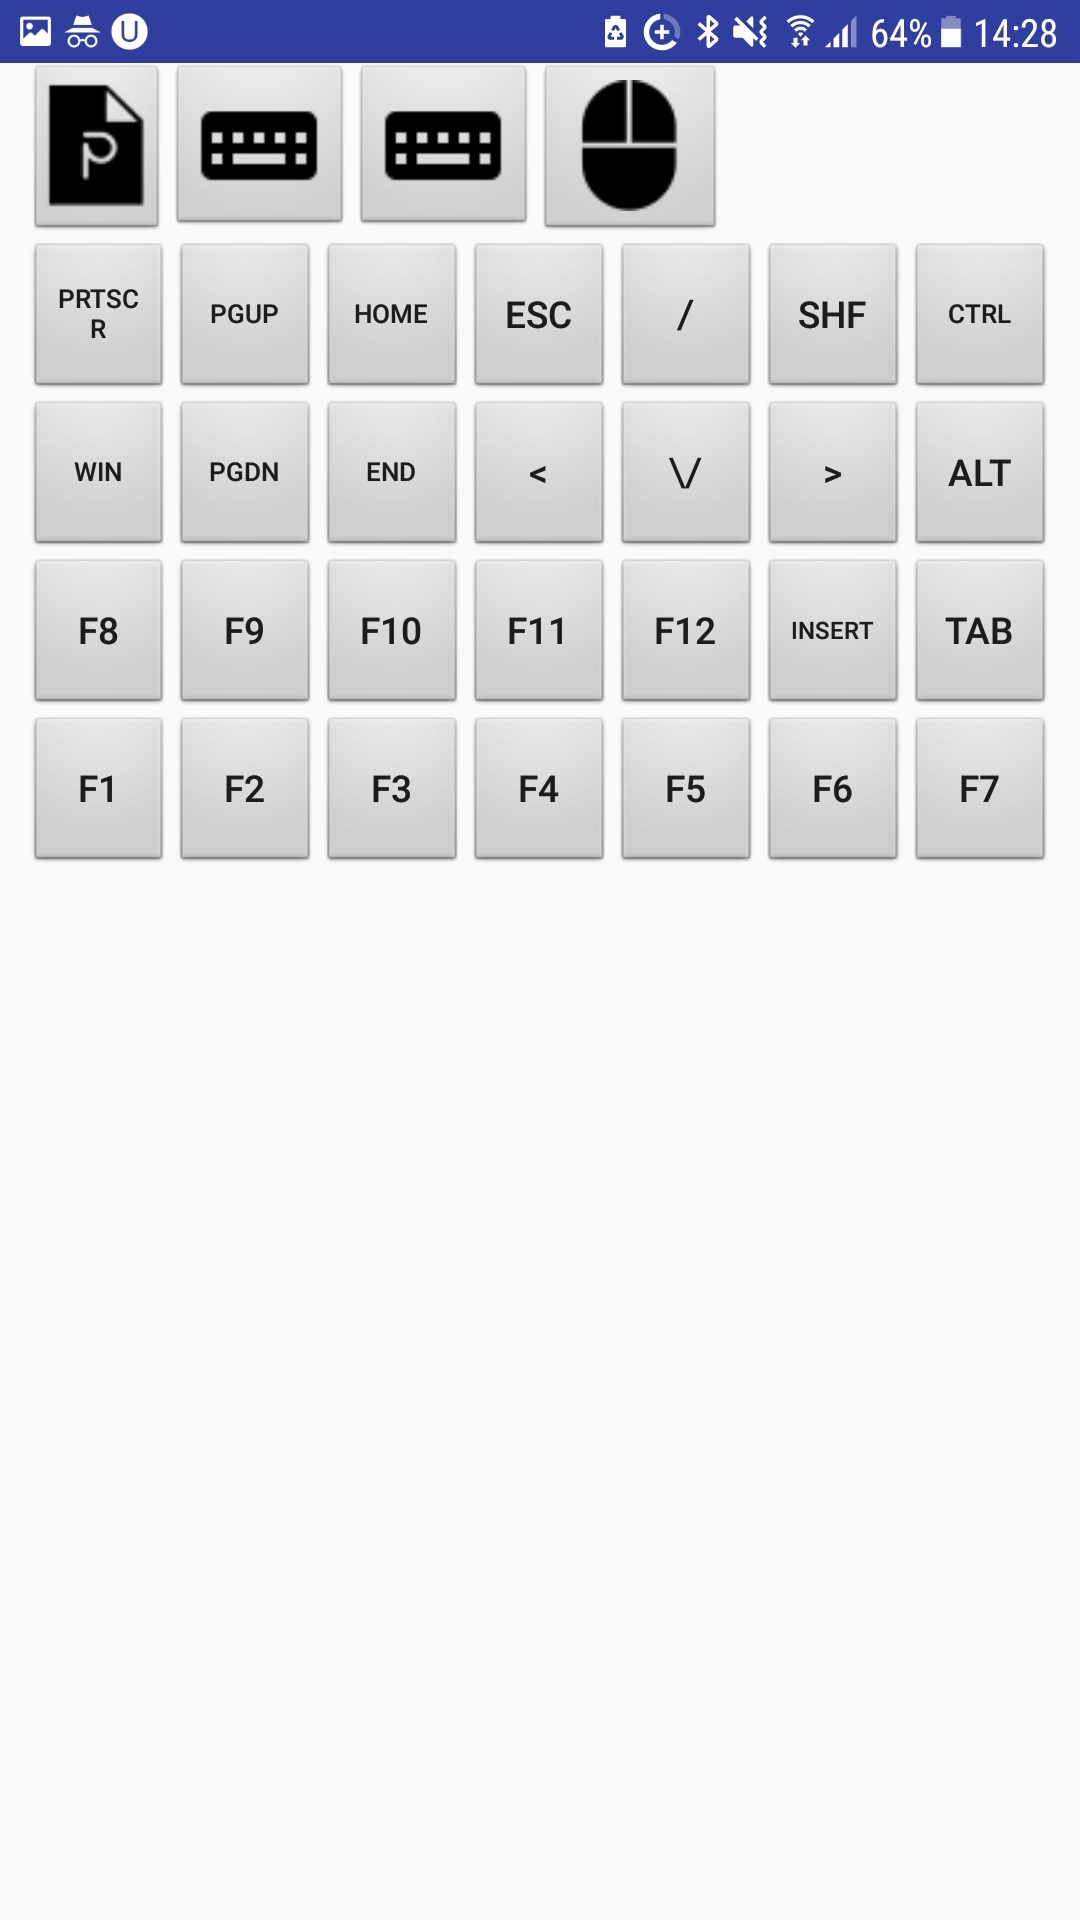 U 64% 14:28
P
PRTSC
R PGUP HOME ESC / SHF CTRL
WIN PGDN END < \/ > ALT
F8 F9 F10 F11 F12 INSERT TAB
F1 F2 F3 F4 F5 F6 F7